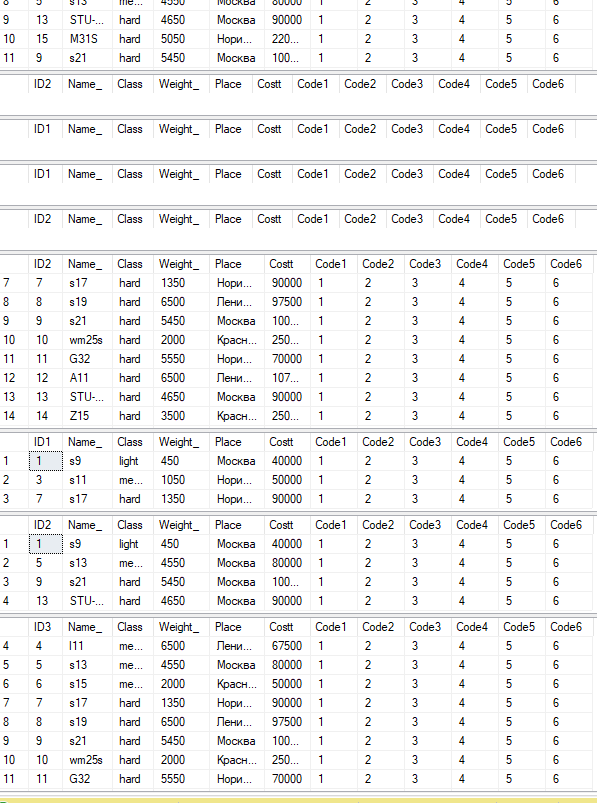 8 5 s13 me... 4550 Москва 80000 1 2 3 4 5 6
9 13 STU-... hard 4650 Москва 90000 1 2 3 4 5 6
10 15 M31S hard 5050 Нори... 220... 1 2 3 4 5 6
11 9 s21 hard 5450 Москва 100... 1 2 3 4 5 6
ID2 Name_ Class Weight_ Place Costt Code1 Code2 Code3 Code4 Code5 Code6
ID1 Name_ Class Weight_ Place Costt Code1 Code2 Code3 Code4 Code5 Code6
ID1 Name_ Class Weight_ Place Costt Code1 Code2 Code3 Code4 Code5 Code6
ID2 Name_ Class Weight_ Place Costt Code1 Code2 Code3 Code4 Code5 Code6
ID2 Name_ Class Weight_ Place Costt Code1 Code2 Code3 Code4 Code5 Code6
7 7 s17 hard 1350 Нори... 90000 1 2 3 4 5 6
8 8 s19 hard 6500 Лени... 97500 1 2 3 4 5 6
9 9 s21 hard 5450 Москва 100... 1 2 3 4 5 6
10 10 wm25s hard 2000 Красн... 250... 1 2 3 4 5 6
11 11 G32 hard 5550 Нори... 70000 1 2 3 4 5 6
12 12 A11 hard 6500 Лени... 107... 1 2 3 4 5 6
13 13 STU-... hard 4650 Москва 90000 1 2 3 4 5 6
14 14 Z15 hard 3500 Красн... 250... 1 2 3 4 5 6
ID1 Name_ Class Weight_ Place Costt Code1 Code2 Code3 Code4 Code5 Code6
1 1 s9 light 450 Москва 40000 1 2 3 4 5 6
2 3 s11 me... 1050 Нори... 50000 1 2 3 4 5 6
3 7 s17 hard 1350 Нори... 90000 1 2 3 4 5 6
ID2 Name_ Class Weight_ Place Costt Code1 Code2 Code3 Code4 Code5 Code6
1 1 s9 light 450 Москва 40000 1 2 3 4 5 6
2 5 s13 me... 4550 Москва 80000 1 2 3 4 5 6
3 9 s21 hard 5450 Москва 100... 1 2 3 4 5 6
4 13 STU-... hard 4650 Москва 90000 1 2 3 4 5 6
ID3 Name_ Class Weight_ Place Costt Code1 Code2 Code3 Code4 Code5 Code6
4 4 l11 me... 6500 Лени... 67500 1 2 3 4 5 6
5 5 s13 me... 4550 Москва 80000 1 2 3 4 5 6
6 6 s15 me... 2000 Красн... 50000 1 2 3 4 5 6
7 7 s17 hard 1350 Нори... 90000 1 2 3 4 5 6
8 8 s19 hard 6500 Лени... 97500 1 2 3 4 5 6
9 9 s21 hard 5450 Москва 100... 1 2 3 4 5 6
10 10 wm25s hard 2000 Красн... 250... 1 2 3 4 5 6
11 11 G32 hard 5550 Нори... 70000 1 2 3 4 5 6